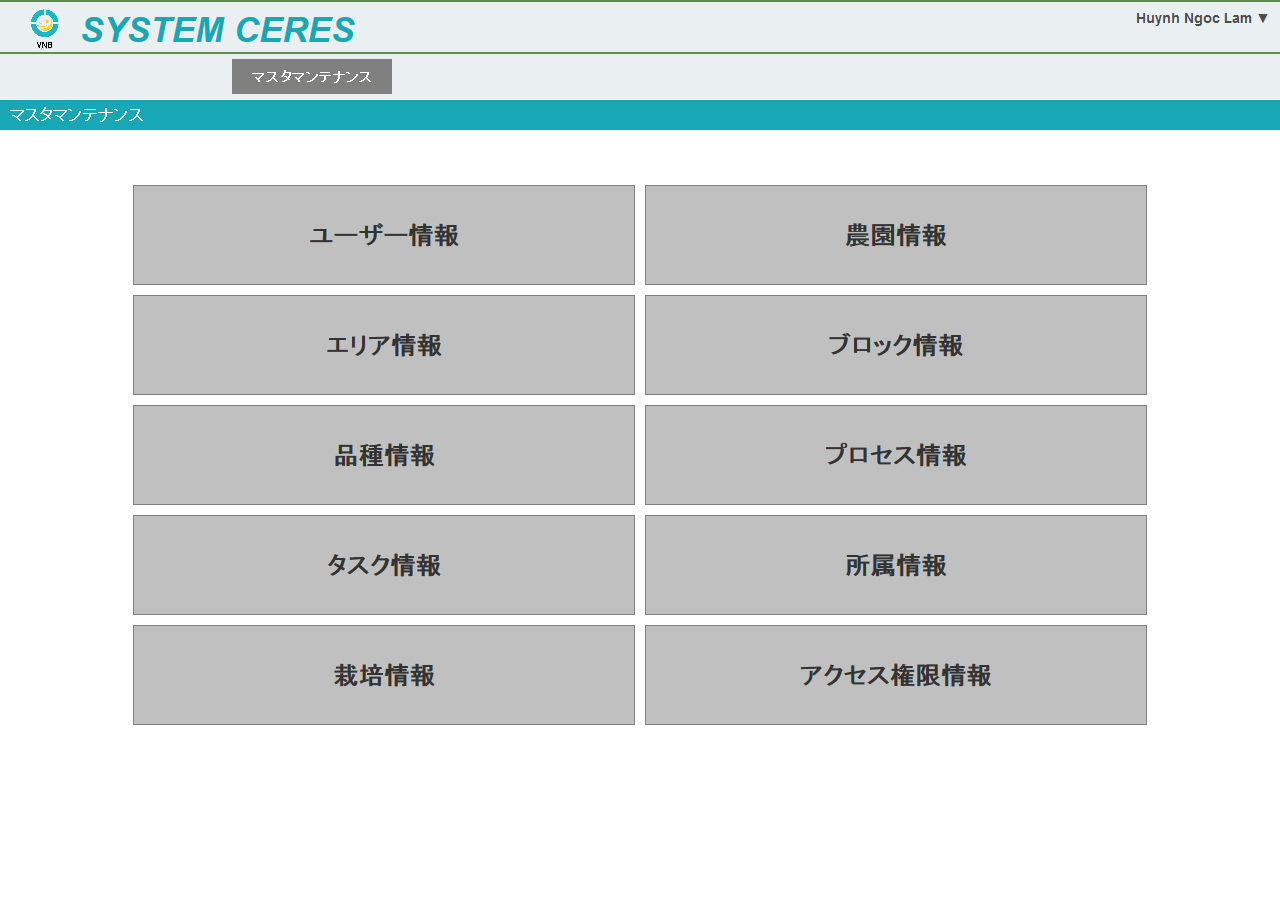 VNB
SYSTEM CERES
Huynh Ngoc Lam ▼
マスタマンテナンス
マスタマンテナンス
ユーザー情報
農園情報
エリア情報
ブロック情報
品種情報
プロセス情報
タスク情報
所属情報
栽培情報
アクセス権限情報